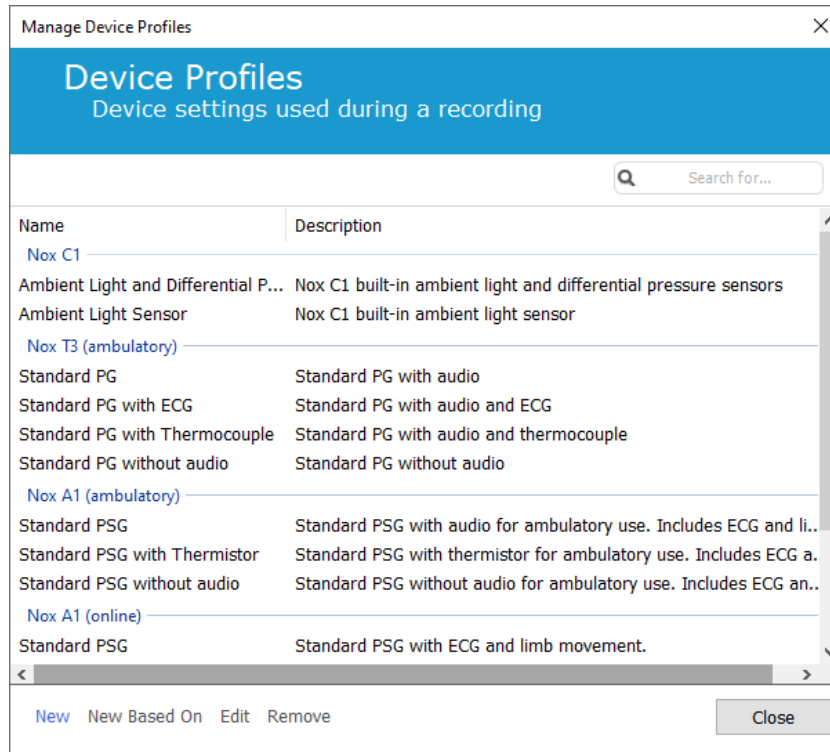 Manage Device Profiles
Device Profiles
Device settings used during a recording
Search for...
Name Description
Nox C1
Ambient Light and Differential P... Nox C1 built-in ambient light and differential pressure sensors
Ambient Light Sensor Nox C1 built-in ambient light sensor
Nox T3 (ambulatory)
Standard PG Standard PG with audio
Standard PG with ECG Standard PG with audio and ECG
Standard PG with Thermocouple Standard PG with audio and thermocouple
Standard PG without audio Standard PG without audio
Nox A1 (ambulatory)
Standard PSG Standard PSG with audio for ambulatory use. Includes ECG and li..
Standard PSG with Thermistor Standard PSG with thermistor for ambulatory use. Includes ECG a.
Standard PSG without audio Standard PSG without audio for ambulatory use. Includes ECG an..
Nox A1 (online)
Standard PSG Standard PSG with ECG and limb movement.
New New Based On Edit Remove Close